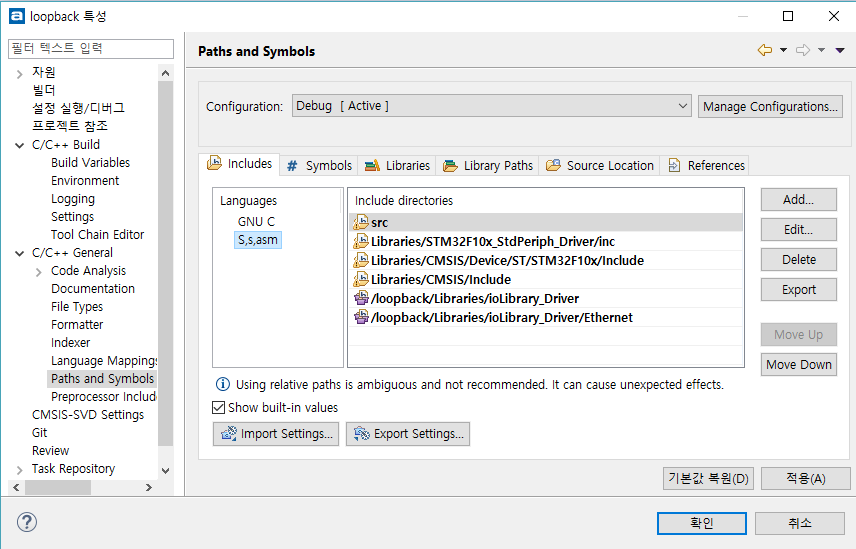 loopback 특성
필터 텍스트 입력
자원
빌더
설정 실행/디버그
프로젝트 참조
C/C++ Build
Build Variables
Environment
Logging
Settings
Tool Chain Editor
C/C++ General
Code Analysis
Documentation
File Types
Formatter
Indexer
Language Mappings
Paths and Symbols
Preprocessor Includ
CMSIS-SVD Settings
Git
Review
Task Repository
Paths and Symbols
Configuration:
Debug [ Active ]
Manage Configurations...
Includes
# Symbols
Libraries
Library Paths
Source Location
References
Languages
GNU C
S,s,asm
Include directories
src
Libraries/STM32F10x_StdPeriph_Driver/inc
Libraries/CMSIS/Device/ST/STM32F10x/Include
Libraries/CMSIS/Include
/loopback/Libraries/ioLibrary_Driver
/loopback/Libraries/ioLibrary_Driver/Ethernet
Add...
Edit...
Delete
Export
Move Up
Move Down
Using relative paths is ambiguous and not recommended. It can cause unexpected effects.
Show built-in values
Import Settings...
Export Settings...
기본값 복원(D)
적용(A)
확인
취소